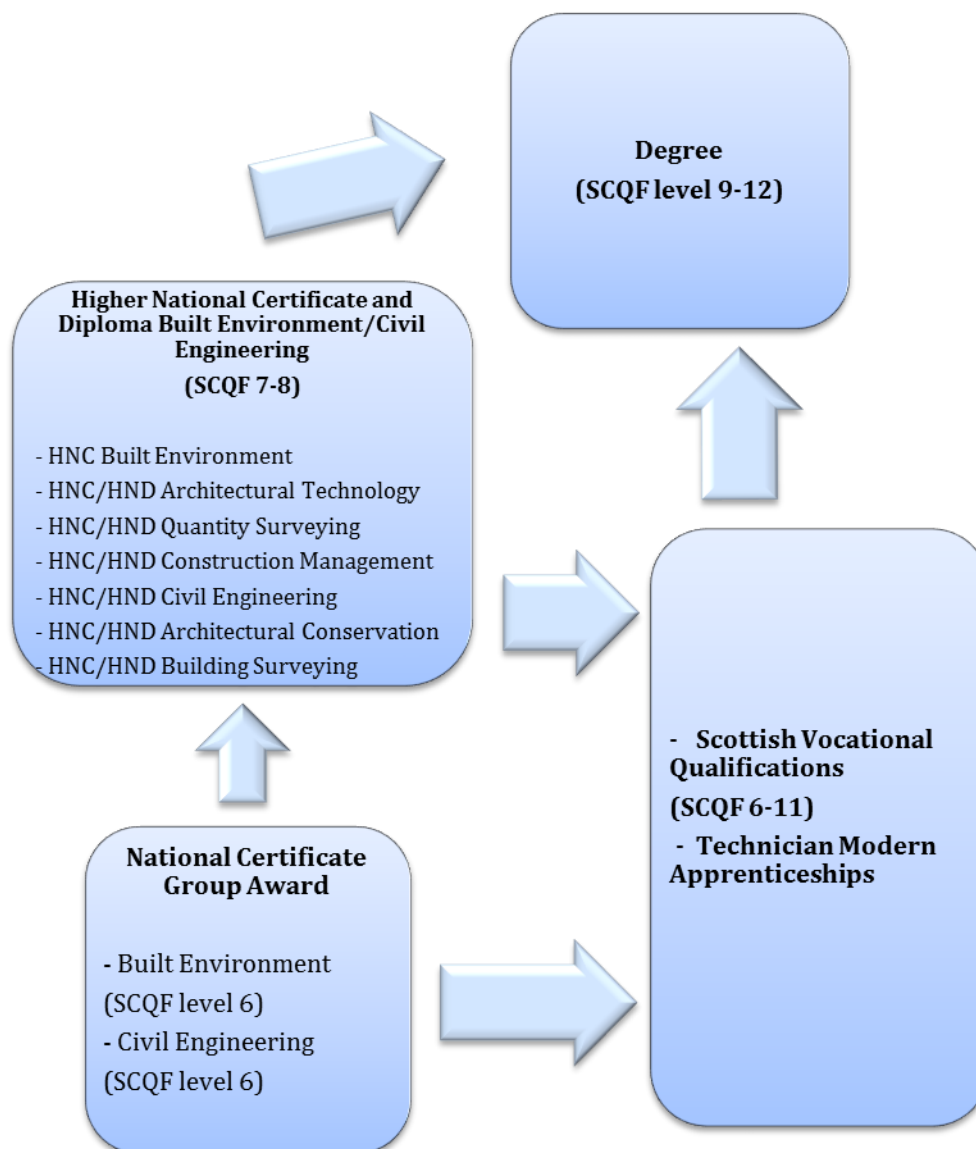 Degree
(SCQF level 9-12)
Higher National Certificate and
Diploma Built Environment/Civil
Engineering
(SCQF 7-8)
- HNC Built Environment
- HNC/HND Architectural Technology
- HNC/HND Quantity Surveying
- HNC/HND Construction Management
- HNC/HND Civil Engineering
- HNC/HND Architectural Conservation
- HNC/HND Building Surveying
- Scottish Vocational
Qualifications
(SCQF 6-11)
- Technician Modern
Apprenticeships
National Certificate
Group Award
- Built Environment
(SCQF level 6)
- Civil Engineering
(SCQF level 6)